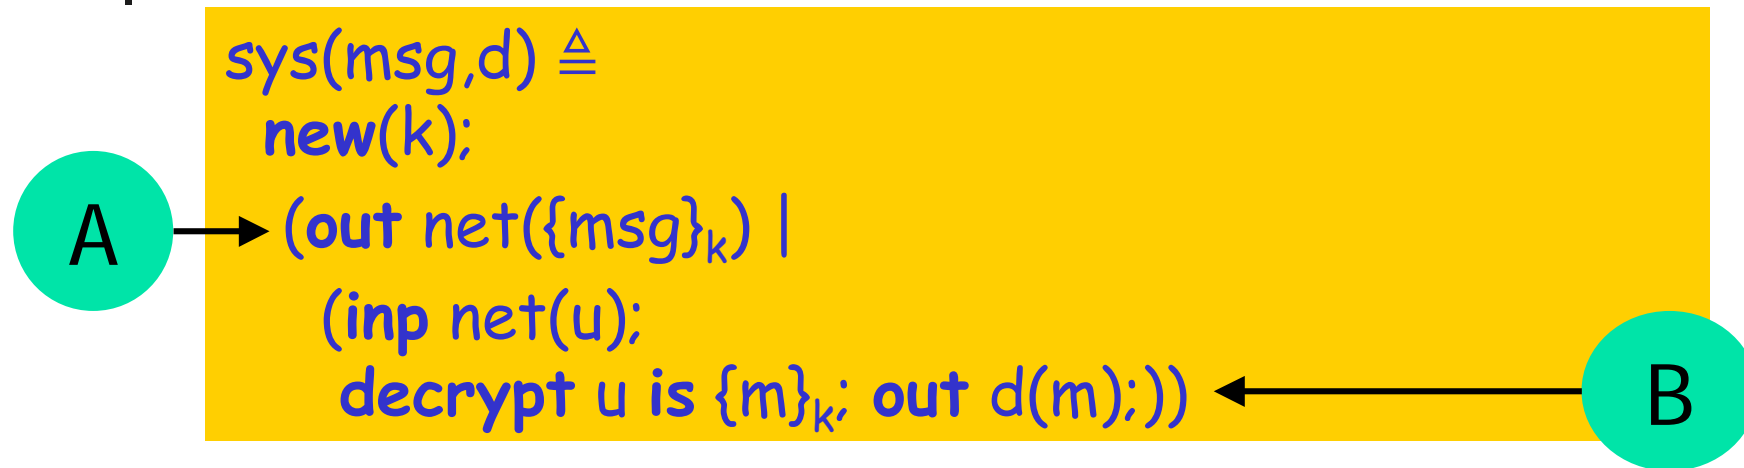 sys(msg,d) ≜
new(k);
A (out net({msg}k) |
(inp net(u);
decrypt u is {m}k; out d(m);)) B